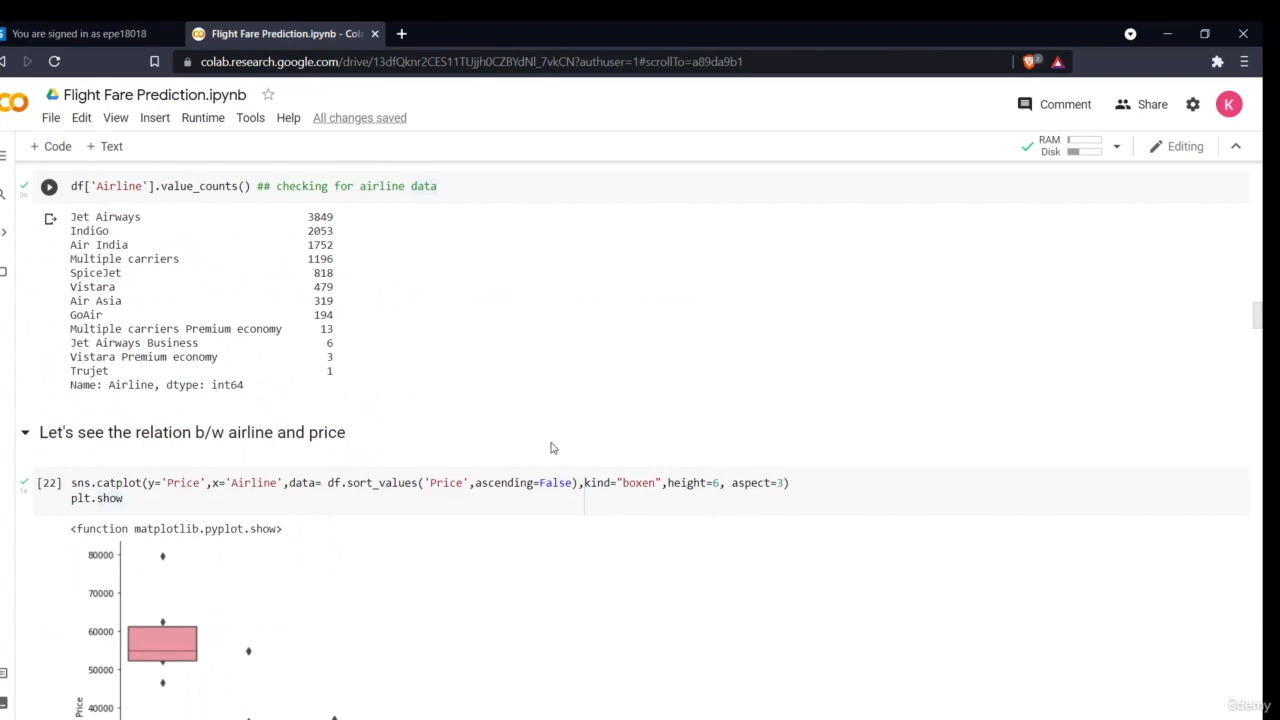 You are signed in as epe18018
Flight Fare Prediction.ipynb - Cola
colab.research.google.com/drive/13dfQknr2CES11TUjjh0CZBYdNl_7vkCN?authuser=1#scrollTo=a89da9b1
2
Flight Fare Prediction.ipynb
Comment
Share
K
File Edit View Insert Runtime Tools Help All changes saved
+ Code + Text
RAM
Disk
Editing
df['Airline'].value_counts() ## checking for airline data
0s
Jet Airways 3849
IndiGo 2053
Air India 1752
Multiple carriers 1196
SpiceJet 818
Vistara 479
Air Asia 319
GoAir 194
Multiple carriers Premium economy 13
Jet Airways Business 6
Vistara Premium economy 3
Trujet 1
Name: Airline, dtype: int64
Let's see the relation b/w airline and price
[22] sns.catplot(y='Price',x='Airline',data= df.sort_values('Price',ascending=False),kind="boxen",height=6, aspect=3)
1s
plt.show
<function matplotlib.pyplot.show>
80000
70000
60000
50000
40000
Price
ûdemy